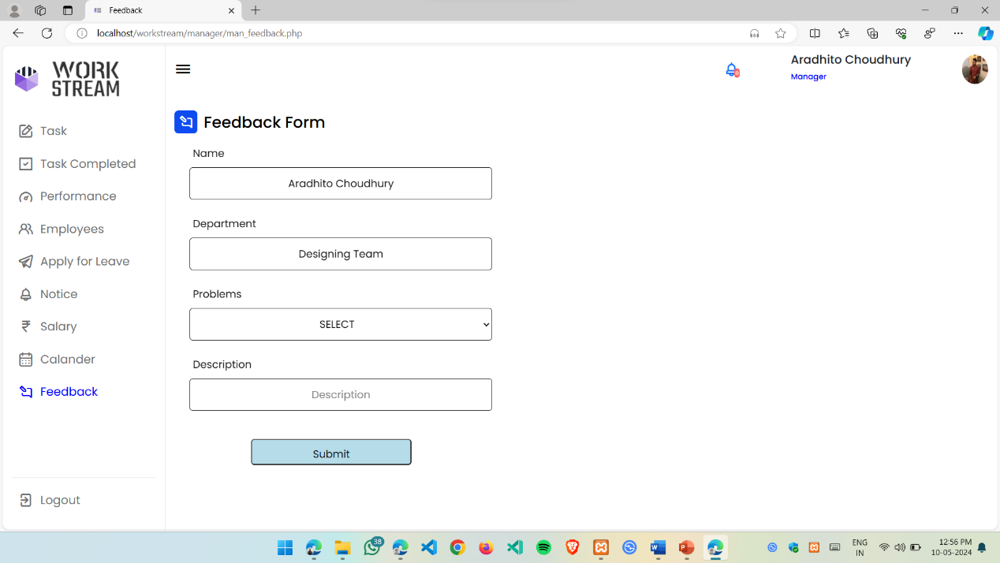 Feedback
localhost/workstream/manager/man_feedback.php
WORK
STREAM
Aradhito Choudhury
Manager
0
Task
Task Completed
Performance
Employees
Apply for Leave
Notice
Salary
Calander
Feedback
Logout
Feedback Form
Name
Aradhito Choudhury
Department
Designing Team
Problems
SELECT
Description
Description
Submit
38
ENG
IN
12:56 PM
10-05-2024